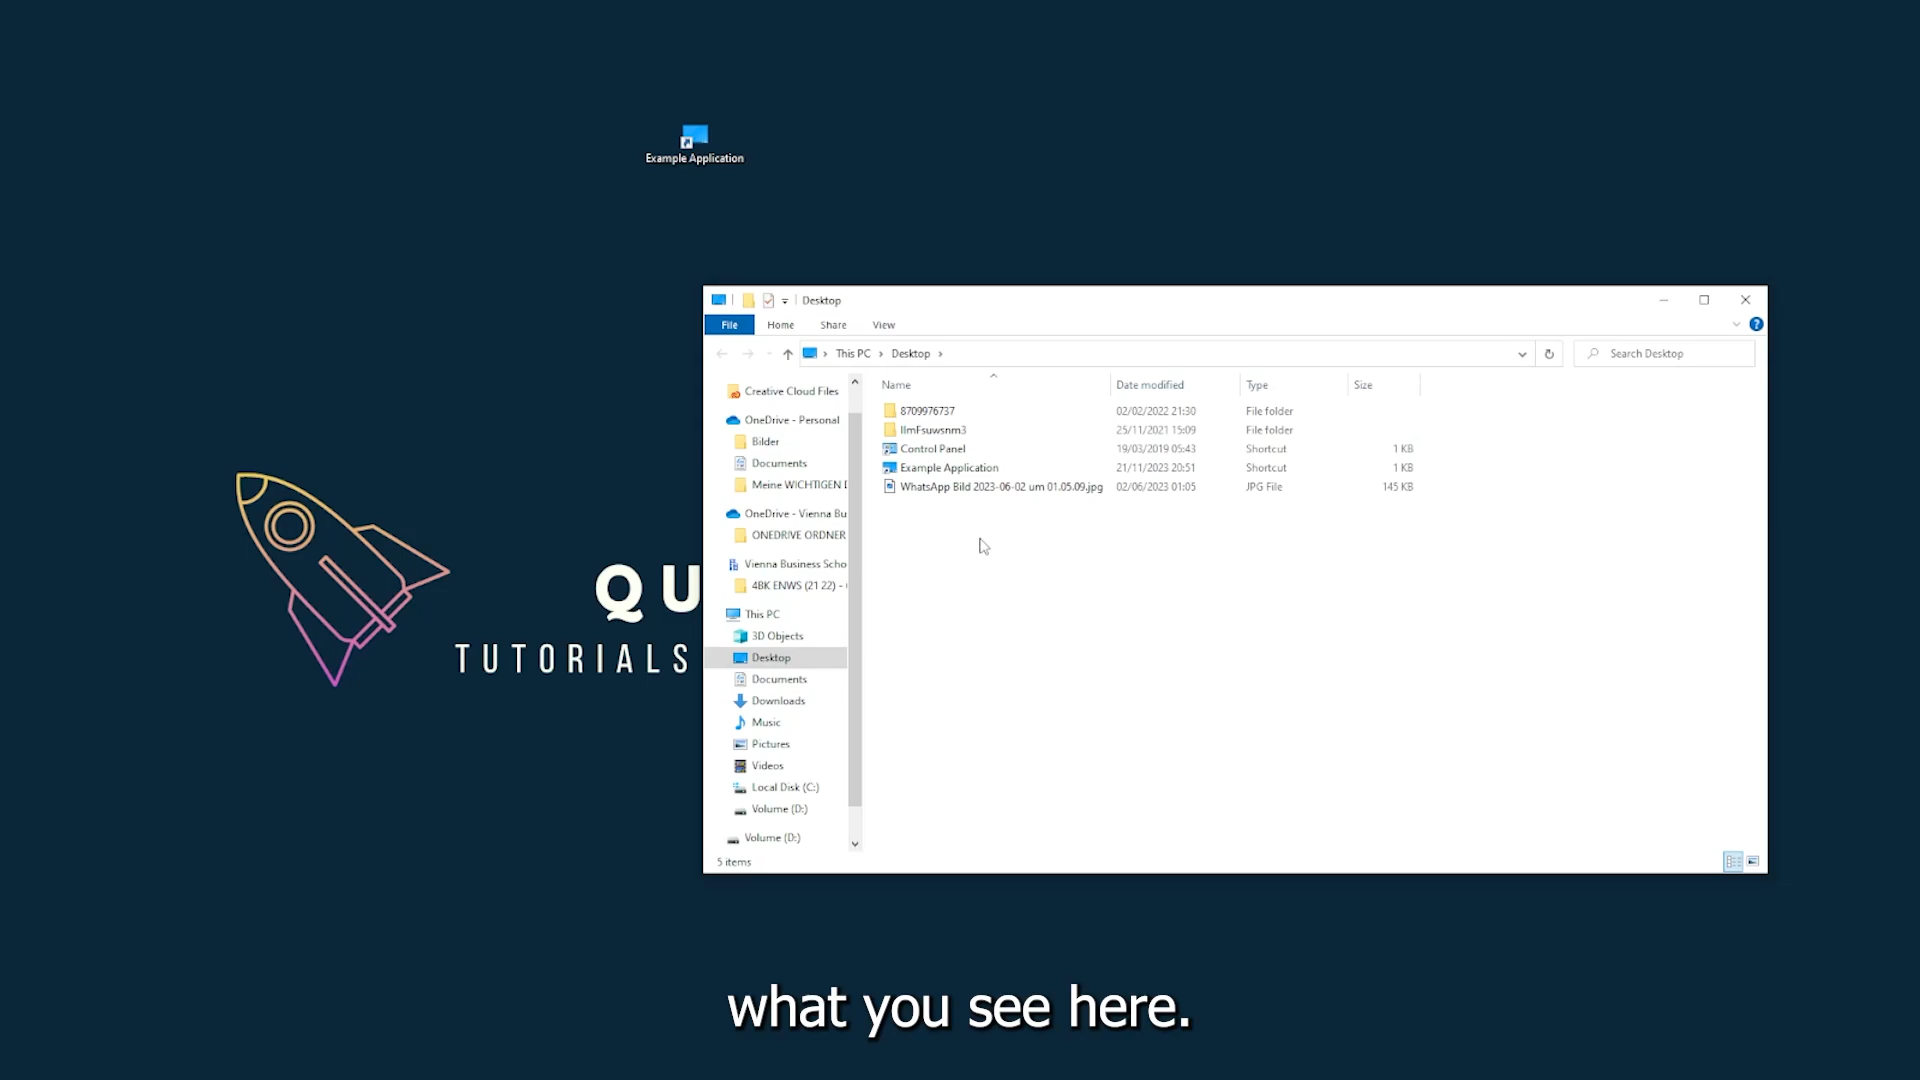 Example Application
QU
TUTORIALS
Desktop
File Home Share View
This PC Desktop
Search Desktop
Name Date modified Type Size
8709976737 02/02/2022 21:30 File folder
25/11/2021 15:09 File folder
Control Panel 19/03/2019 05:43 Shortcut 1 KB
Example Application 21/11/2023 20:51 Shortcut 1 KB
WhatsApp Bild 2023-06-02 um 01.05.09.jpg 02/06/2023 01:05 JPG File 145 KB
Creative Cloud Files
OneDrive - Personal
Bilder
Documents
Meine WICHTIGEN
OneDrive - Vienna Bu
ONEDRIVE ORDNER
Vienna Business Scho
4BK ENWS (21 22) -
This PC
3D Objects
Desktop
Documents
Downloads
Music
Pictures
Videos
Local Disk (C:)
Volume (D:)
Volume (D:)
5 items
what you see here.